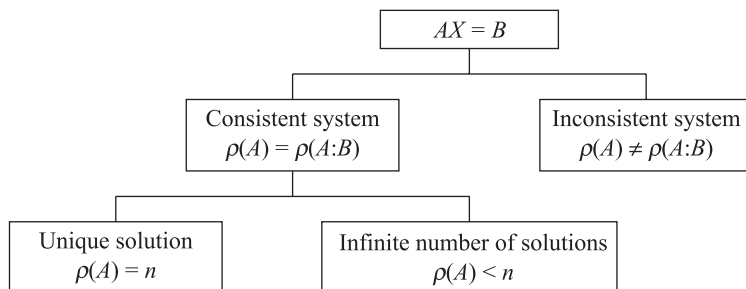 AX = B
Consistent system
ρ(A) = ρ(A:B)
Inconsistent system
ρ(A) ≠ ρ(A:B)
Unique solution
ρ(A) = n
Infinite number of solutions
ρ(A) < n